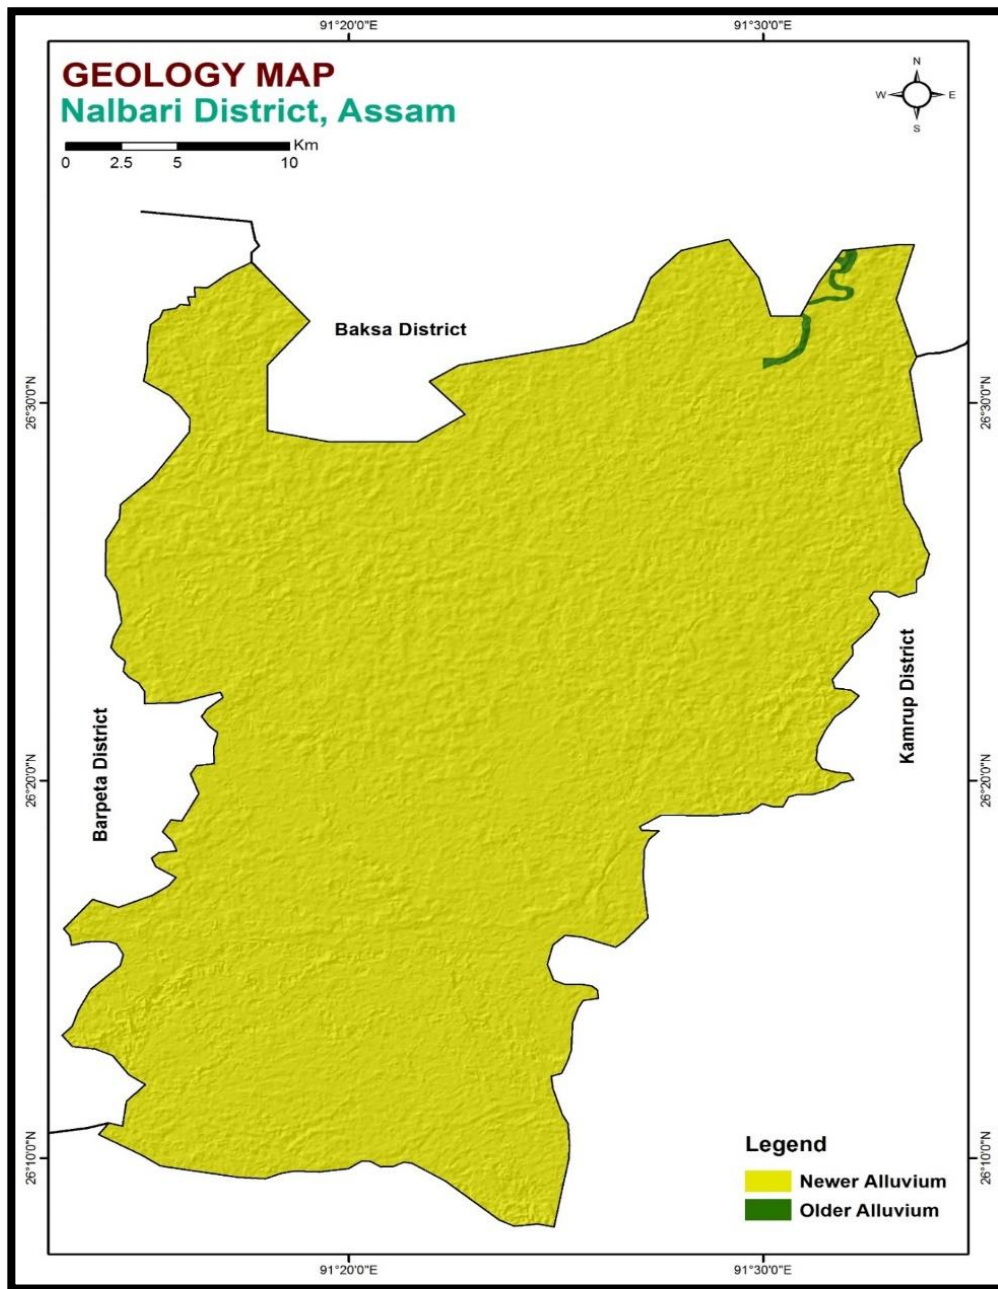 91°20'0"E
91°30'0"E
GEOLOGY MAP
Nalbari District, Assam
Km
0 2.5 5 10
N
W E
S
Baksa District
26°30'0"N
26°30'0"N
Kamrup District
Barpeta District
26°20'0"N
26°20'0"N
Legend
Newer Alluvium
Older Alluvium
26°10'0"N
26°10'0"N
91°20'0"E
91°30'0"E